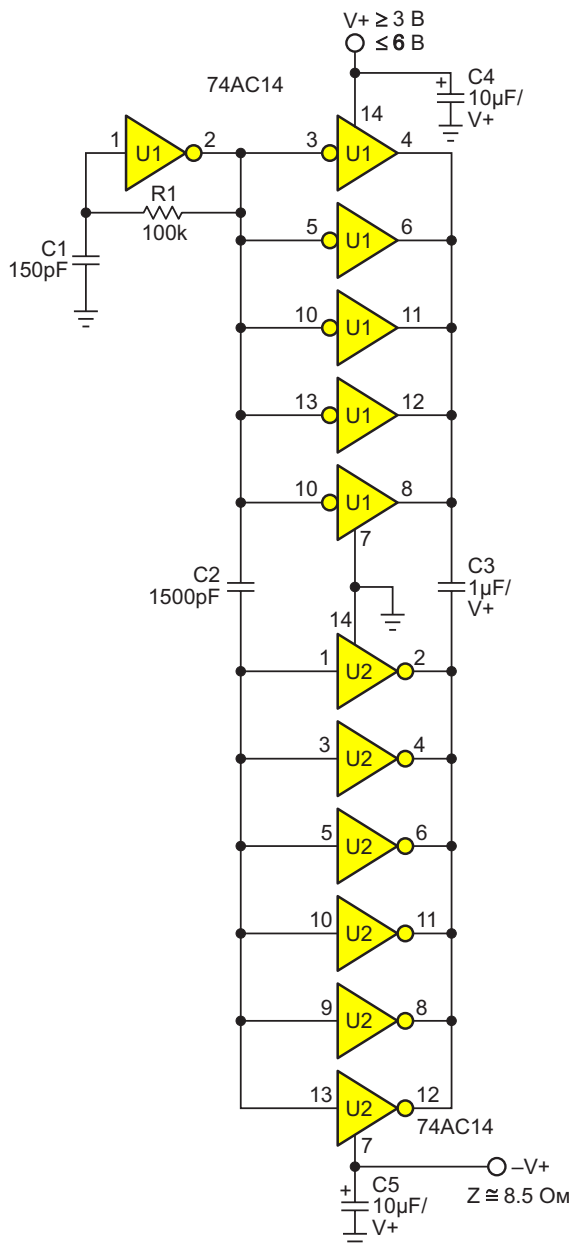 V+ ≥ 3 В
≤ 6 В
74AC14
C4
10µF/
V+
+
14
1 U1 2
3 U1 4
R1
100k
C1
150pF
5 U1 6
10 U1 11
13 U1 12
10 U1 8
7
C2
1500pF
C3
1µF/
V+
14
1 U2 2
3 U2 4
5 U2 6
10 U2 11
9 U2 8
13 U2 12
74AC14
7
–V+
Z ≅ 8.5 Ом
+
C5
10µF/
V+